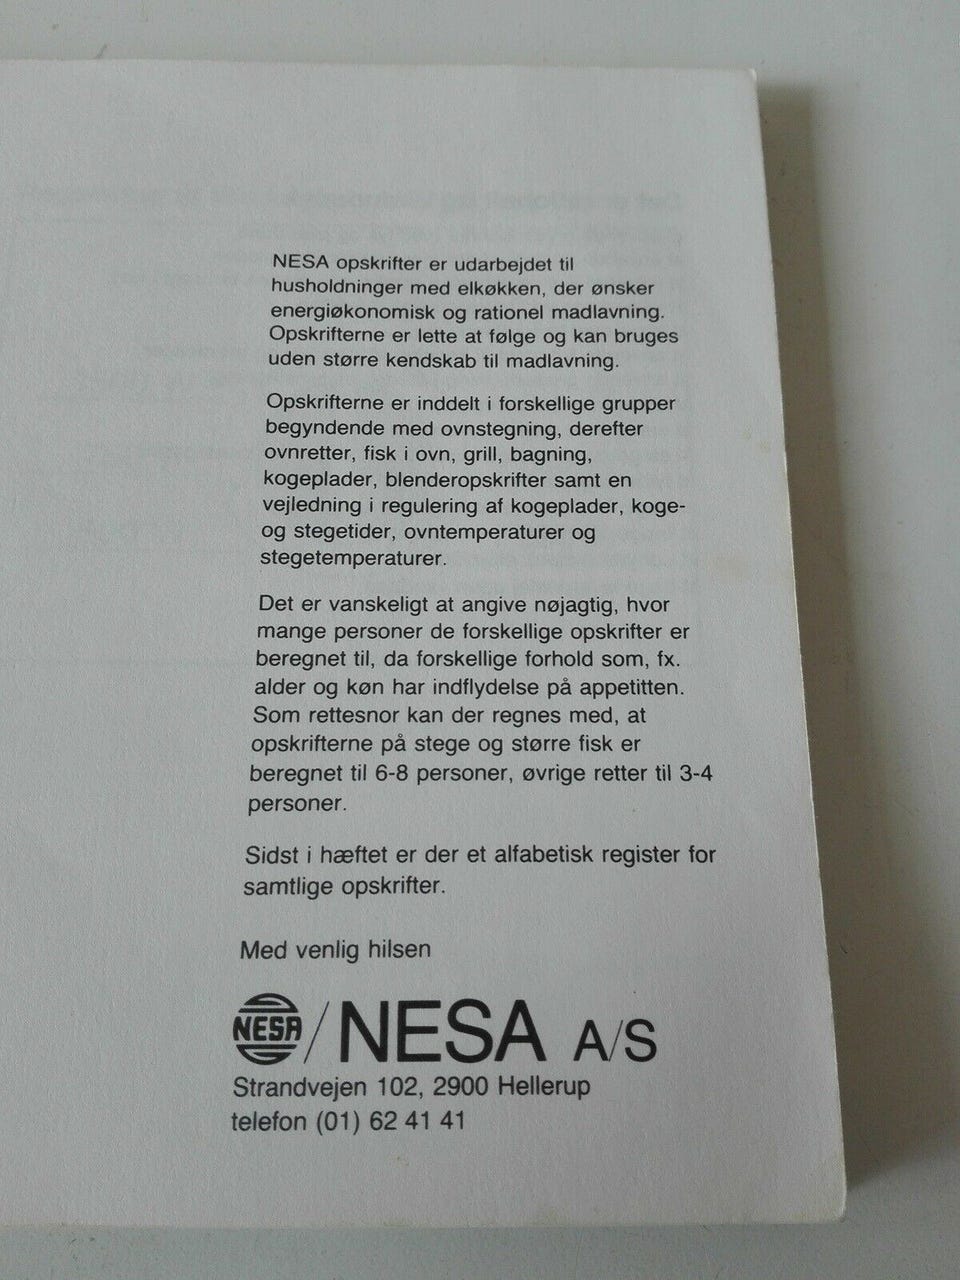 NESA opskrifter er udarbejdet til
husholdninger med elkøkken, der ønsker
energiøkonomisk og rationel madlavning.
Opskrifterne er lette at følge og kan bruges
uden større kendskab til madlavning.
Opskrifterne er inddelt i forskellige grupper
begyndende med ovnstegning, derefter
ovnretter, fisk i ovn, grill, bagning,
kogeplader, blenderopskrifter samt en
vejledning i regulering af kogeplader, koge-
og stegetider, ovntemperaturer og
stegetemperaturer.
Det er vanskeligt at angive nøjagtig, hvor
mange personer de forskellige opskrifter er
beregnet til, da forskellige forhold som, fx.
alder og køn har indflydelse på appetitten.
Som rettesnor kan der regnes med, at
opskrifterne på stege og større fisk er
beregnet til 6-8 personer, øvrige retter til 3-4
personer.
Sidst i hæftet er der et alfabetisk register for
samtlige opskrifter.
Med venlig hilsen
NESA / NESA A/S
Strandvejen 102, 2900 Hellerup
telefon (01) 62 41 41